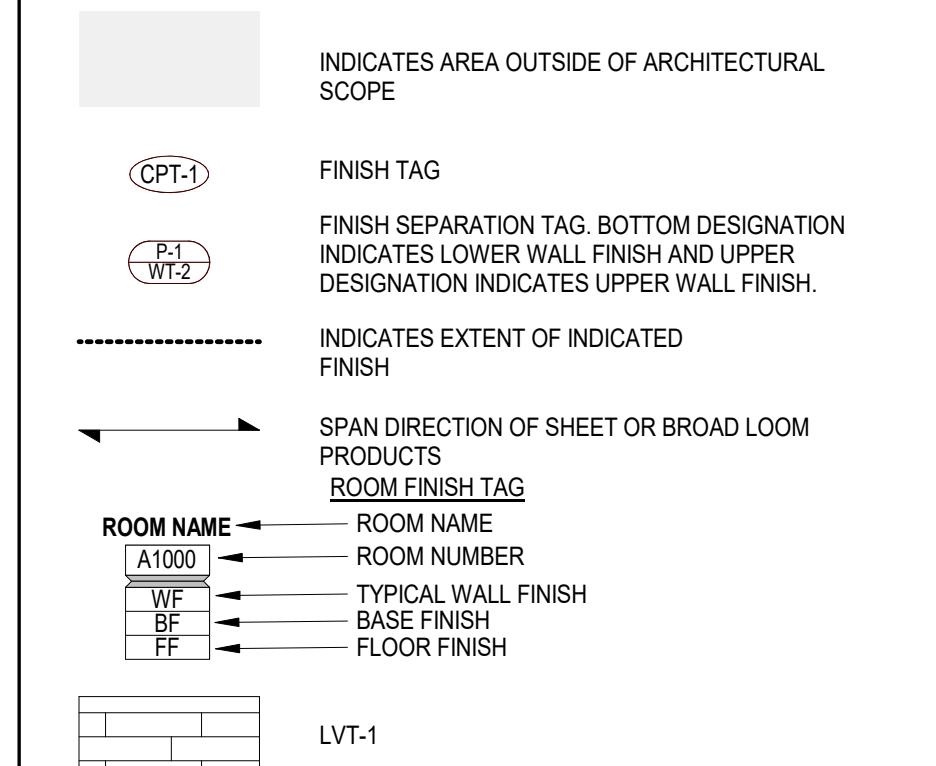 INDICATES AREA OUTSIDE OF ARCHITECTURAL
SCOPE
CPT-1
FINISH TAG
P-1
WT-2
FINISH SEPARATION TAG. BOTTOM DESIGNATION
INDICATES LOWER WALL FINISH AND UPPER
DESIGNATION INDICATES UPPER WALL FINISH.
INDICATES EXTENT OF INDICATED
FINISH
SPAN DIRECTION OF SHEET OR BROAD LOOM
PRODUCTS
ROOM FINISH TAG
ROOM NAME ROOM NAME
A1000 ROOM NUMBER
WF TYPICAL WALL FINISH
BF BASE FINISH
FF FLOOR FINISH
LVT-1